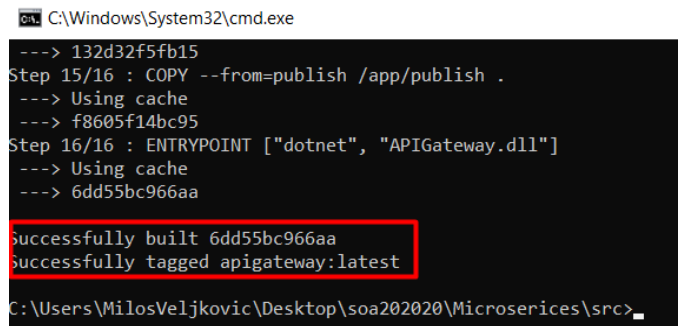 C:\Windows\System32\cmd.exe
---> 132d32f5fb15
Step 15/16 : COPY --from=publish /app/publish .
---> Using cache
---> f8605f14bc95
Step 16/16 : ENTRYPOINT ["dotnet", "APIGateway.dll"]
---> Using cache
---> 6dd55bc966aa
Successfully built 6dd55bc966aa
Successfully tagged apigateway:latest
C:\Users\MilosVeljkovic\Desktop\soa202020\Microserices\src>